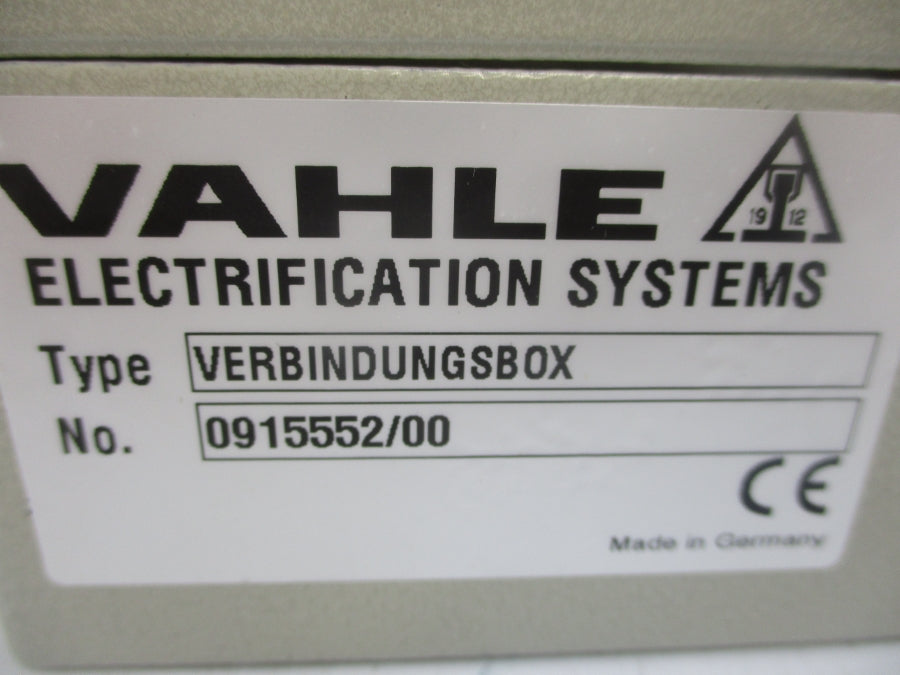 VAHLE
19 12
ELECTRIFICATION SYSTEMS
Type VERBINDUNGSBOX
No. 0915552/00
CE
Made in Germany